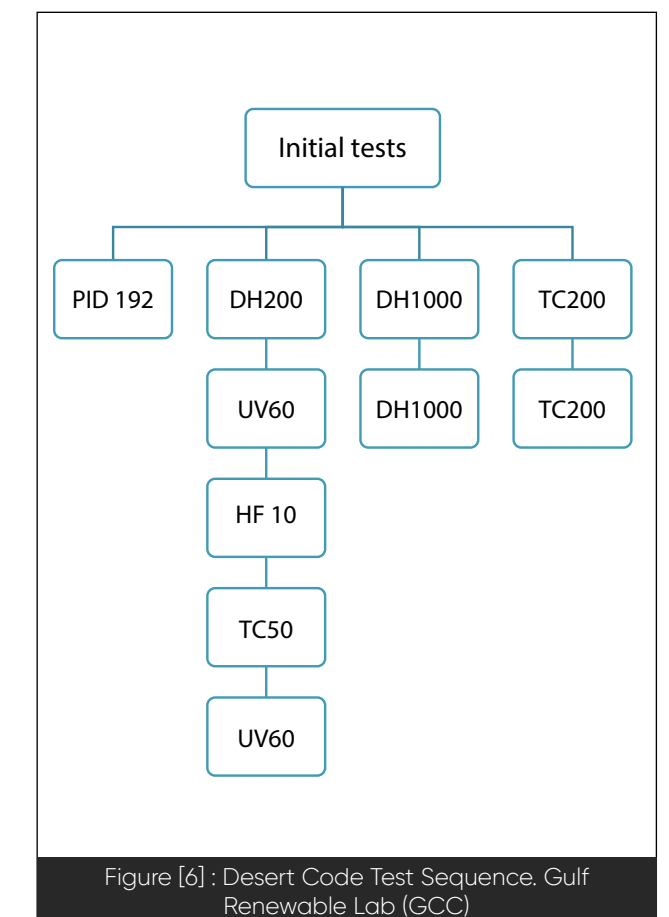 Initial tests
PID 192
DH200
DH1000
TC200
UV60
DH1000
TC200
HF 10
TC50
UV60
Figure [6] : Desert Code Test Sequence. Gulf
Renewable Lab (GCC)